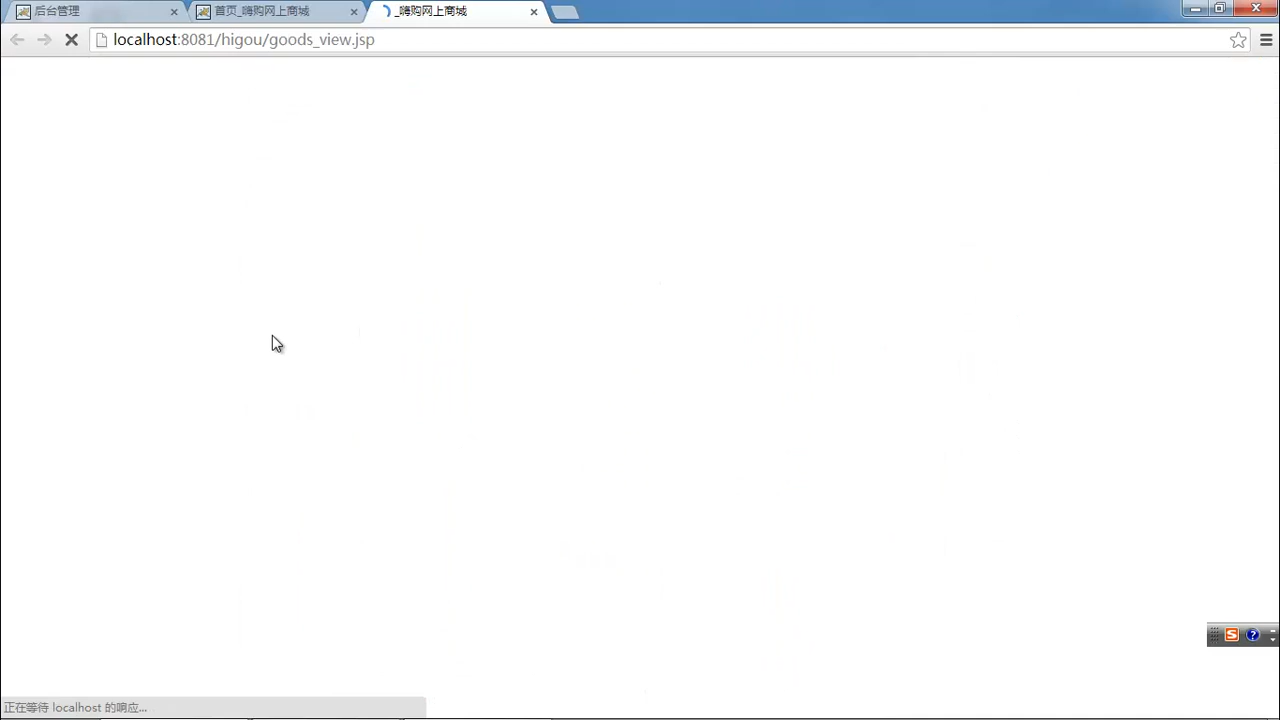 后台管理
首页_嗨购网上商城
_嗨购网上商城
localhost:8081/higou/goods_view.jsp
正在等待 localhost 的响应...